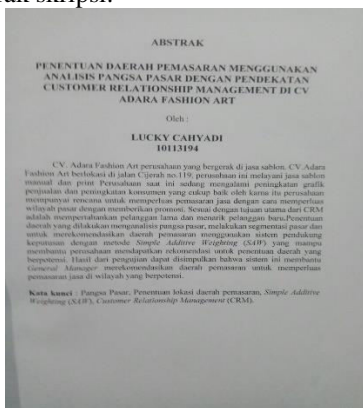 ABSTRAK
PENENTUAN DAERAH PEMASARAN MENGGUNAKAN
ANALISIS PANGSA PASAR DENGAN PENDEKATAN
CUSTOMER RELATIONSHIP MANAGEMENT DI CV
ADARA FASHION ART
Oleh :
LUCKY CAHYADI
10113194
CV. Adara Fashion Art perusahaan yang bergerak di jasa sablon. CV.Adara
Fashion Art berlokasi di jalan Cijerah no.119, perusahaan ini melayani jasa sablon
manual dan print Perusahaan saat ini sedang mengalami peningkatan grafik
penjualan dan peningkatan konsumen yang cukup baik oleh karna itu perusahaan
mempunyai rencana untuk memperluas pemasaran jasa dengan cara memperluas
wilayah pasar dengan memberikan promosi. Sesuai dengan tujuan utama dari CRM
adalah mempertahankan pelanggan lama dan menarik pelanggan baru.Penentuan
daerah yang dilakukan menganalisis pangsa pasar, melakukan segmentasi pasar dan
untuk merekomendasikan daerah pemasaran menggunakan sistem pendukung
keputusan dengan metode Simple Additive Weighting (SAW) yang mampu
membantu perusahaan mendapatkan rekomendasi untuk penentuan daerah yang
berpotensi. Hasil dari pengujian dapat disimpulkan bahwa sistem ini membantu
General Manager merekomendasikan daerah pemasaran untuk memperluas
pemasaran jasa di wilayah yang berpotensi.
Kata kunci : Pangsa Pasar, Penentuan lokasi daerah pemasaran, Simple Additive
Weighting (SAW), Customer Relationship Management (CRM).